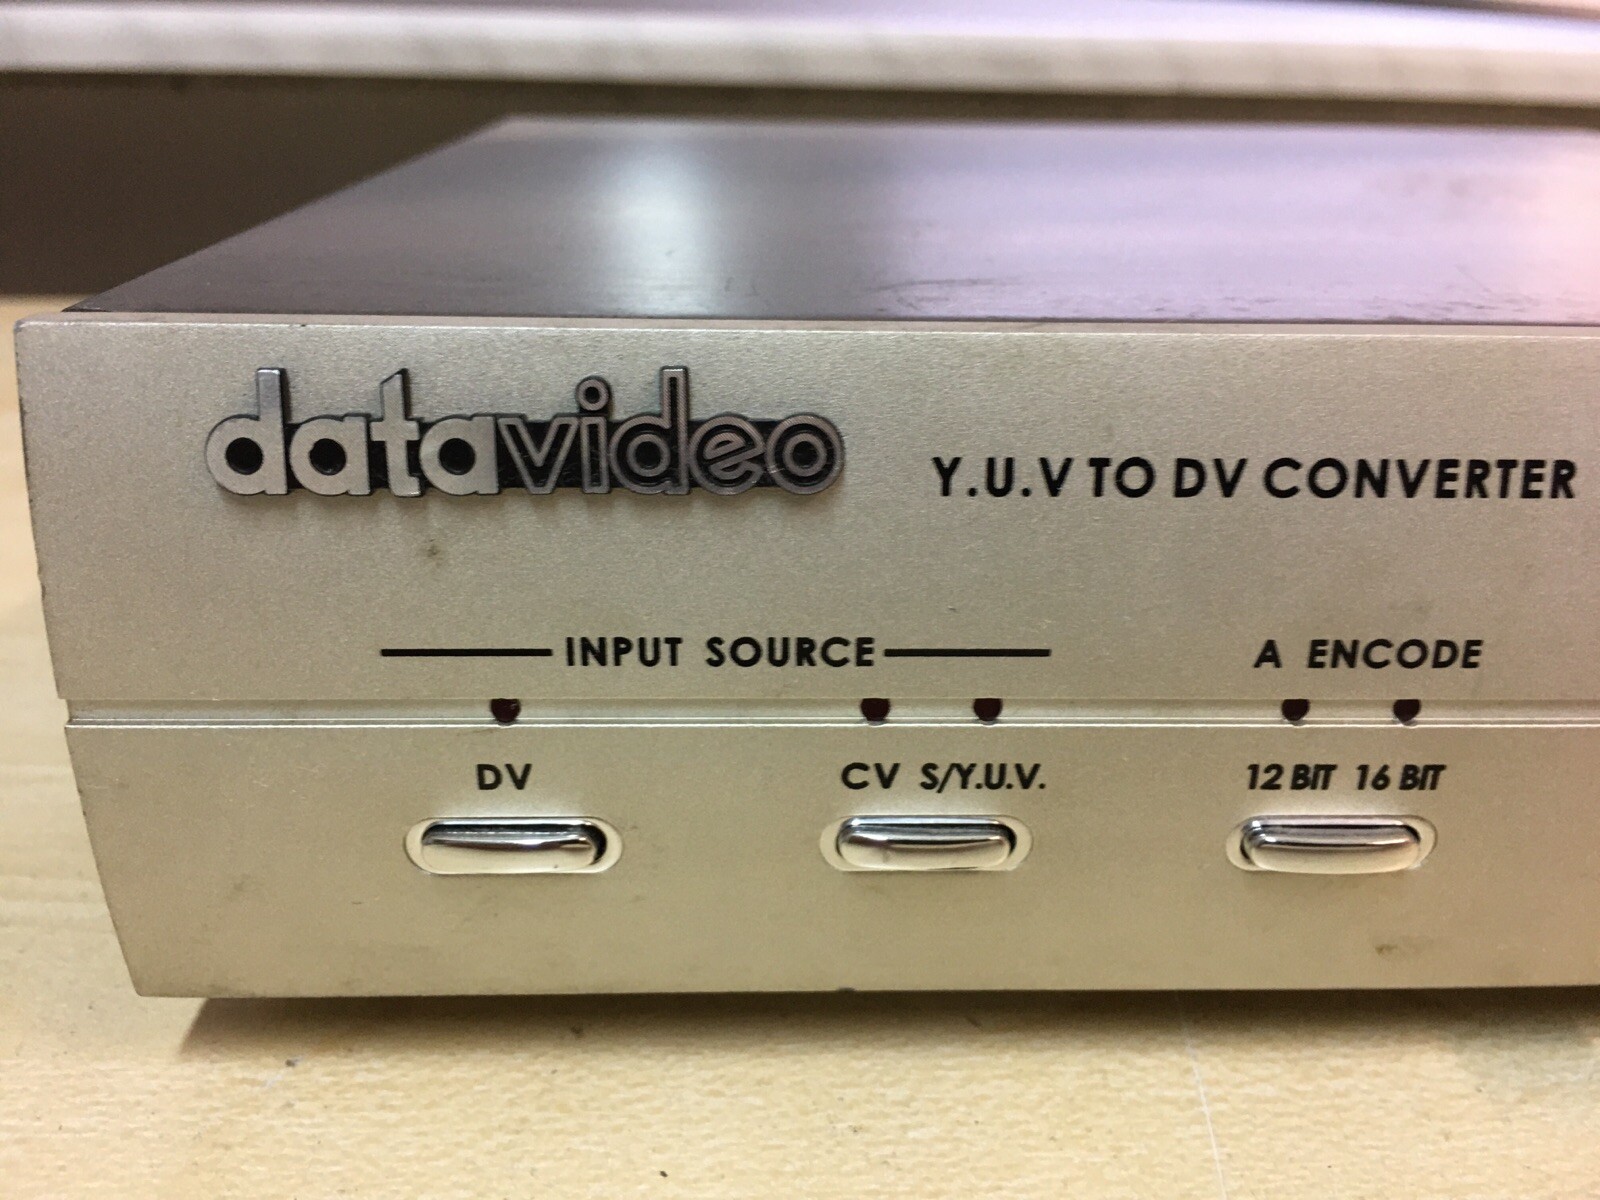 datavideo
Y.U.V TO DV CONVERTER
INPUT SOURCE
A ENCODE
DV
CV S/Y.U.V.
12 BIT 16 BIT